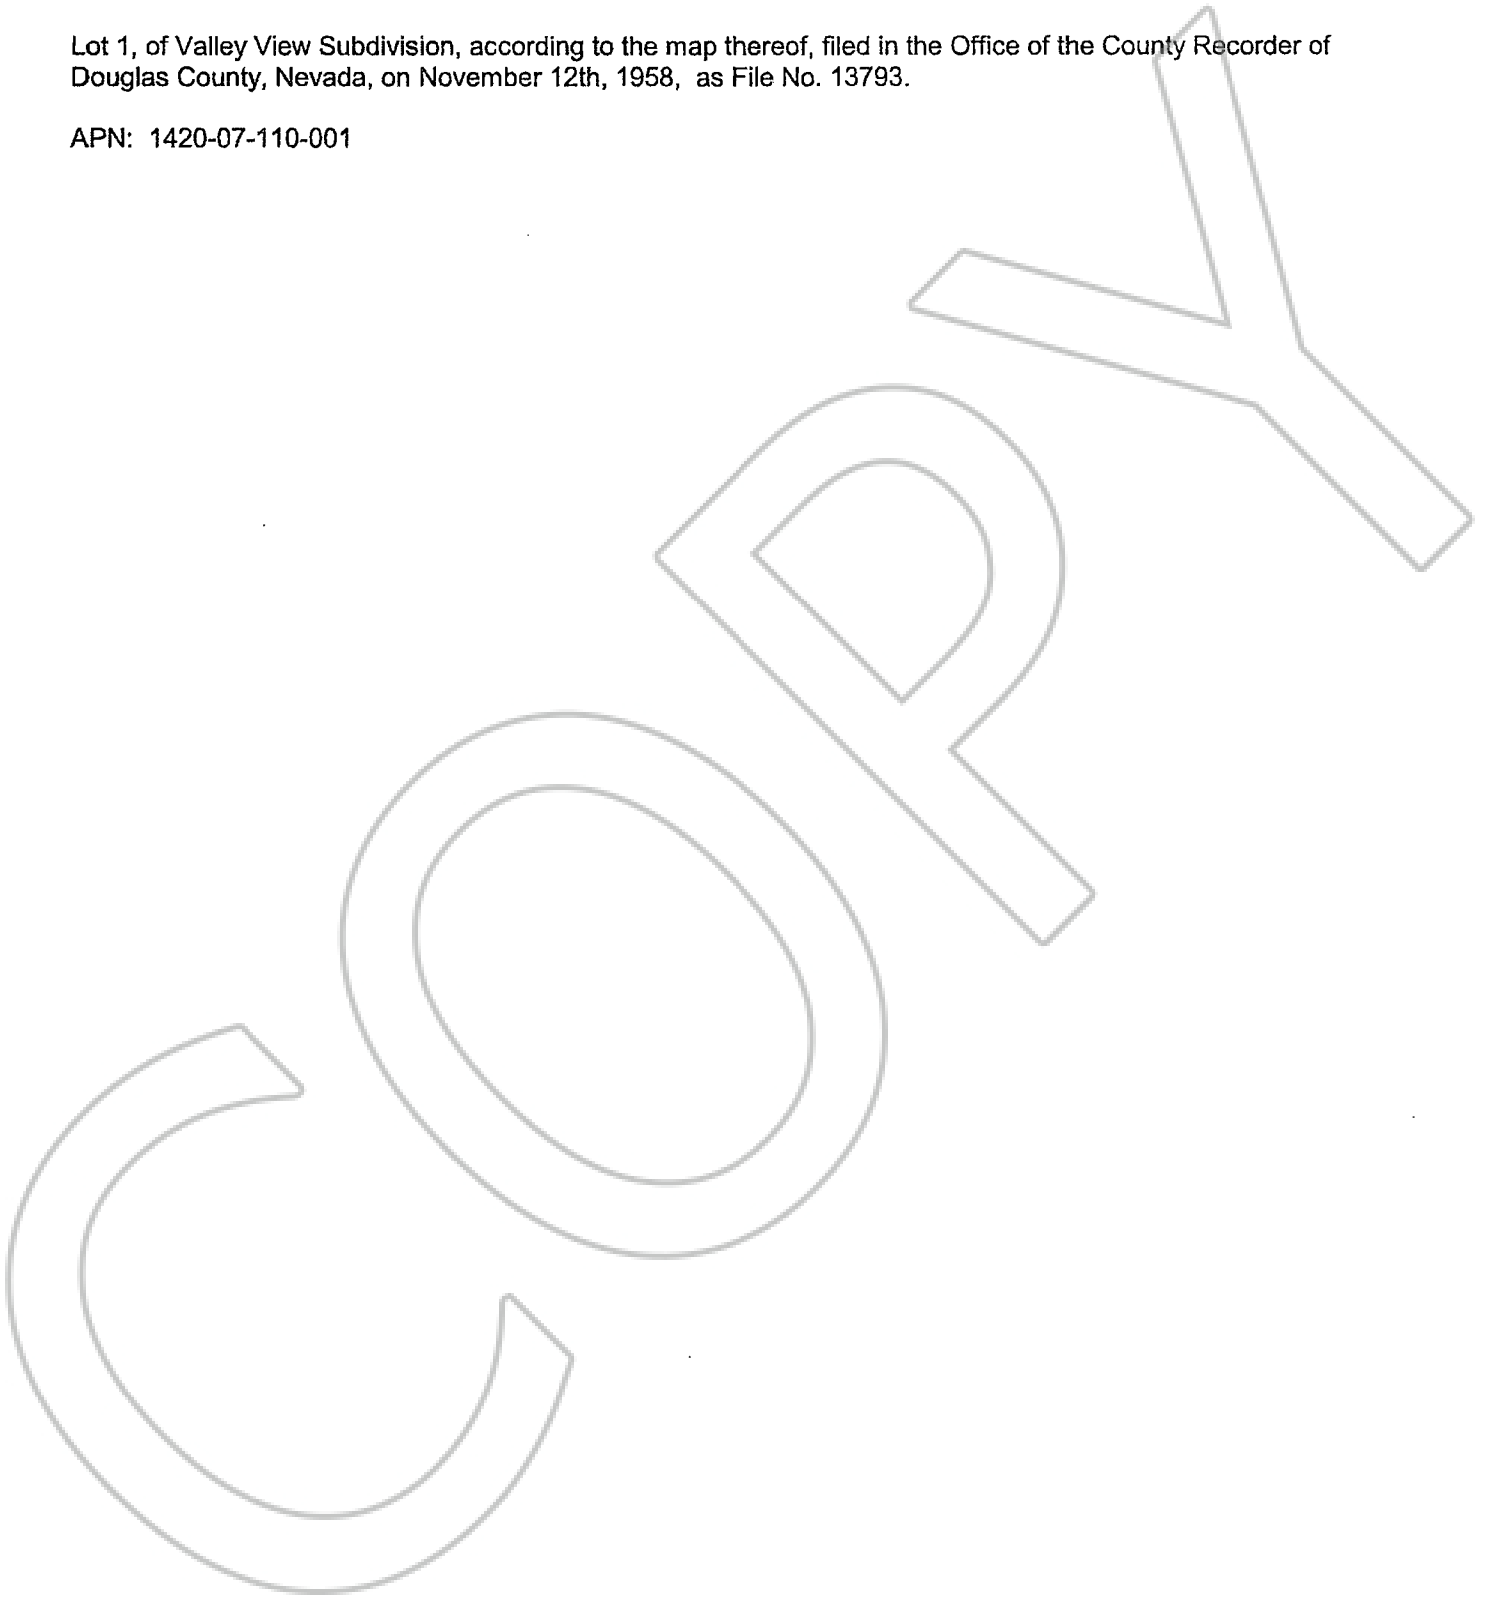 Lot 1, of Valley View Subdivision, according to the map thereof, filed in the Office of the County Recorder of
Douglas County, Nevada, on November 12th, 1958,  as File No. 13793.
APN:  1420-07-110-001
COPY